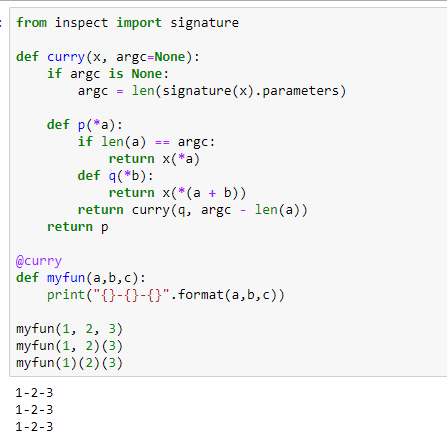 from inspect import signature
def curry(x, argc=None):
    if argc is None:
        argc = len(signature(x).parameters)
    def p(*a):
        if len(a) == argc:
            return x(*a)
        def q(*b):
            return x(*(a + b))
        return curry(q, argc - len(a))
    return p
@curry
def myfun(a,b,c):
    print("{}-{}-{}".format(a,b,c))
myfun(1, 2, 3)
myfun(1, 2)(3)
myfun(1)(2)(3)
1-2-3
1-2-3
1-2-3